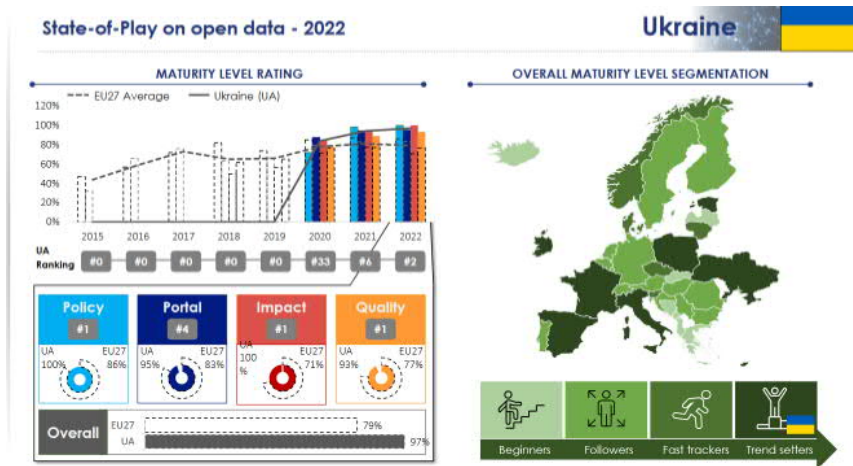 State-of-Play on open data - 2022
Ukraine
MATURITY LEVEL RATING
EU27 Average
Ukraine (UA)
120%
100%
80%
60%
40%
20%
0%
2015 2016 2017 2018 2019 2020 2021 2022
UA
Ranking
#0 #0 #0 #0 #0 #33 #6 #2
Policy
#1
UA EU27
100% 86%
Portal
#4
UA EU27
95% 83%
Impact
#1
UA EU27
100
%
71%
Quality
#1
UA EU27
93% 77%
Overall
EU27 79%
UA 97%
OVERALL MATURITY LEVEL SEGMENTATION
Beginners Followers Fast trackers Trend setters